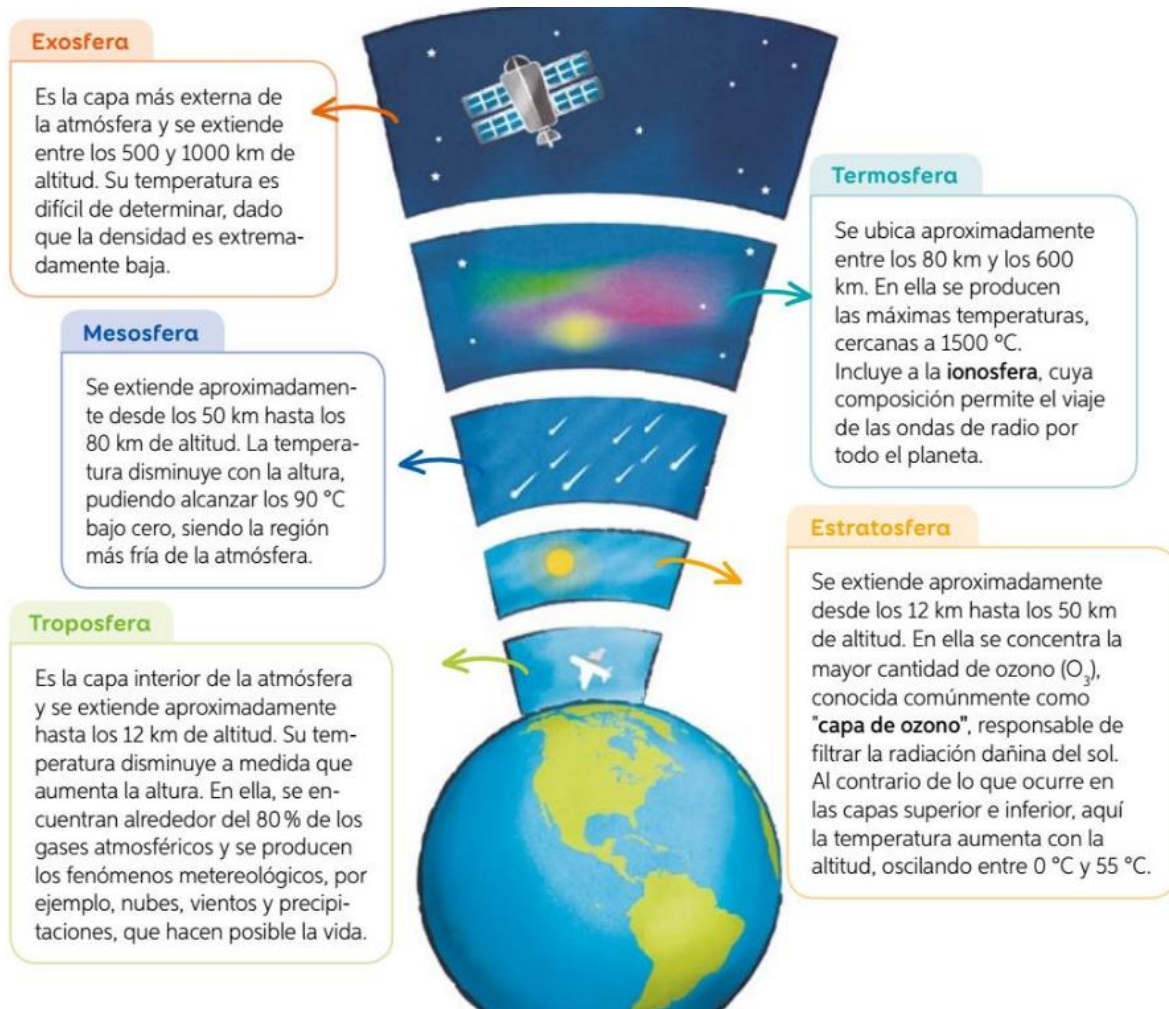 Exosfera
Es la capa más externa de
la atmósfera y se extiende
entre los 500 y 1000 km de
altitud. Su temperatura es
difícil de determinar, dado
que la densidad es extrema-
damente baja.
Termosfera
Se ubica aproximadamente
entre los 80 km y los 600
km. En ella se producen
las máximas temperaturas,
cercanas a 1500 ºC.
Incluye a la ionosfera, cuya
composición permite el viaje
de las ondas de radio por
todo el planeta.
Mesosfera
Se extiende aproximadamen-
te desde los 50 km hasta los
80 km de altitud. La tempera-
tura disminuye con la altura,
pudiendo alcanzar los 90 °C
bajo cero, siendo la región
más fría de la atmósfera.
Estratosfera
Se extiende aproximadamente
desde los 12 km hasta los 50 km
de altitud. En ella se concentra la
mayor cantidad de ozono (O₃),
conocida comúnmente como
"capa de ozono", responsable de
filtrar la radiación dañina del sol.
Al contrario de lo que ocurre en
las capas superior e inferior, aquí
la temperatura aumenta con la
altitud, oscilando entre 0 °C y 55 °C.
Troposfera
Es la capa interior de la atmósfera
y se extiende aproximadamente
hasta los 12 km de altitud. Su tem-
peratura disminuye a medida que
aumenta la altura. En ella, se en-
cuentran alrededor del 80 % de los
gases atmosféricos y se producen
los fenómenos metereológicos, por
ejemplo, nubes, vientos y precipi-
taciones, que hacen posible la vida.